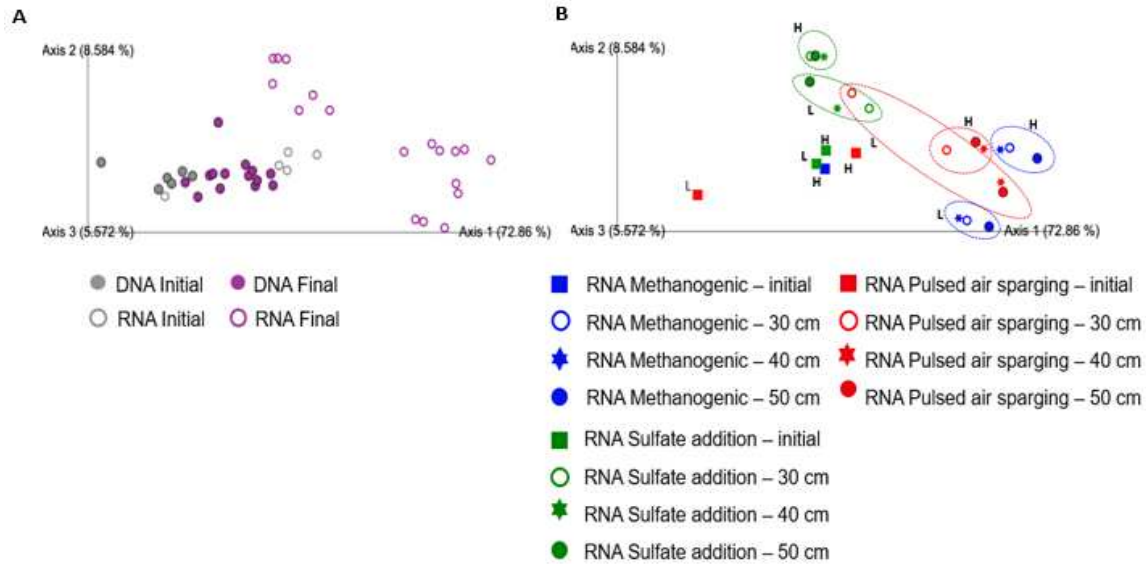 A
Axis 2 (8.584 %)
Axis 3 (5.572 %)
Axis 1 (72.86 %)
DNA Initial
DNA Final
RNA Initial
RNA Final
B
H
Axis 2 (8.584 %)
L
H
H
H
L
L
H
H
L
L
Axis 3 (5.572 %)
Axis 1 (72.86 %)
RNA Methanogenic – initial
RNA Methanogenic – 30 cm
RNA Methanogenic – 40 cm
RNA Methanogenic – 50 cm
RNA Sulfate addition – initial
RNA Sulfate addition – 30 cm
RNA Sulfate addition – 40 cm
RNA Sulfate addition – 50 cm
RNA Pulsed air sparging – initial
RNA Pulsed air sparging – 30 cm
RNA Pulsed air sparging – 40 cm
RNA Pulsed air sparging – 50 cm